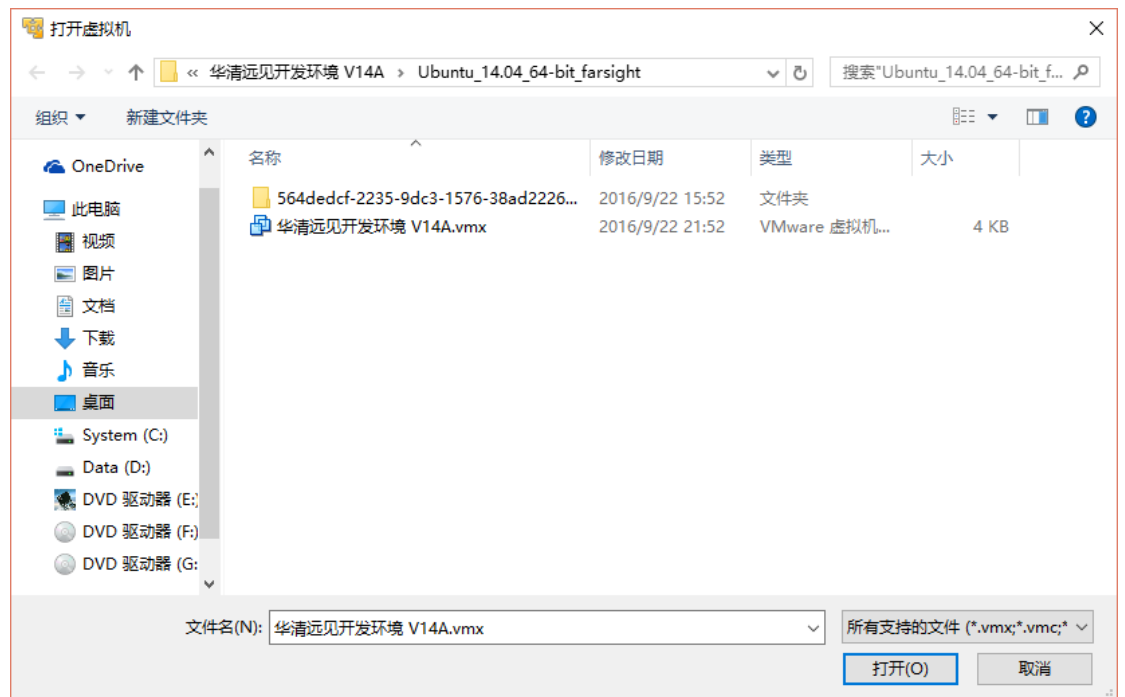 打开虚拟机
« 华清远见开发环境 V14A › Ubuntu_14.04_64-bit_farsight
搜索"Ubuntu_14.04_64-bit_f...
组织
新建文件夹
名称 修改日期 类型 大小
OneDrive
此电脑
视频
图片
文档
下载
音乐
桌面
System (C:)
Data (D:)
DVD 驱动器 (E:)
DVD 驱动器 (F:)
DVD 驱动器 (G:
564dedcf-2235-9dc3-1576-38ad2226... 2016/9/22 15:52 文件夹
华清远见开发环境 V14A.vmx 2016/9/22 21:52 VMware 虚拟机... 4 KB
文件名(N): 华清远见开发环境 V14A.vmx
所有支持的文件 (*.vmx;*.vmc;*
打开(O) 取消